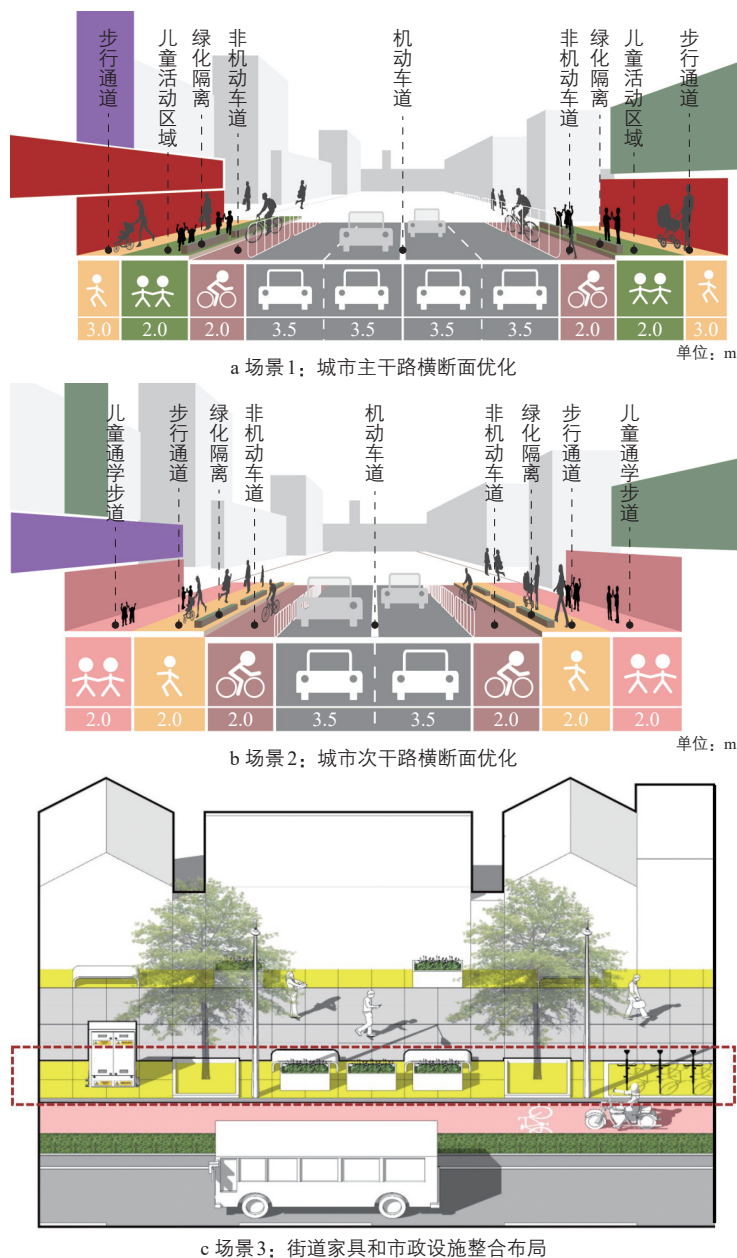 步行通道
儿童活动区域
绿化隔离
非机动车道
机动车道
非机动车道
绿化隔离
儿童活动区域
步行通道
3.0 2.0 2.0 3.5 3.5 3.5 3.5 2.0 2.0 3.0
单位：m
a 场景1：城市主干路横断面优化
儿童通学步道
步行通道
绿化隔离
非机动车道
机动车道
非机动车道
绿化隔离
步行通道
儿童通学步道
2.0 2.0 2.0 3.5 3.5 2.0 2.0 2.0
单位：m
b 场景2：城市次干路横断面优化
c 场景3：街道家具和市政设施整合布局